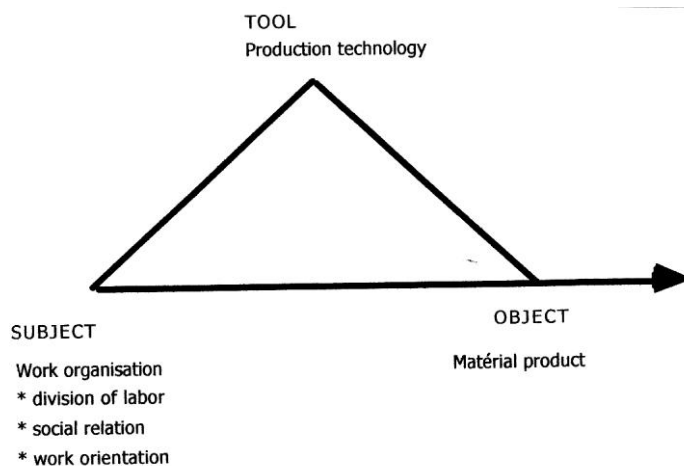 TOOL
Production technology
SUBJECT
OBJECT
Work organisation
Matérial product
* division of labor
* social relation
* work orientation